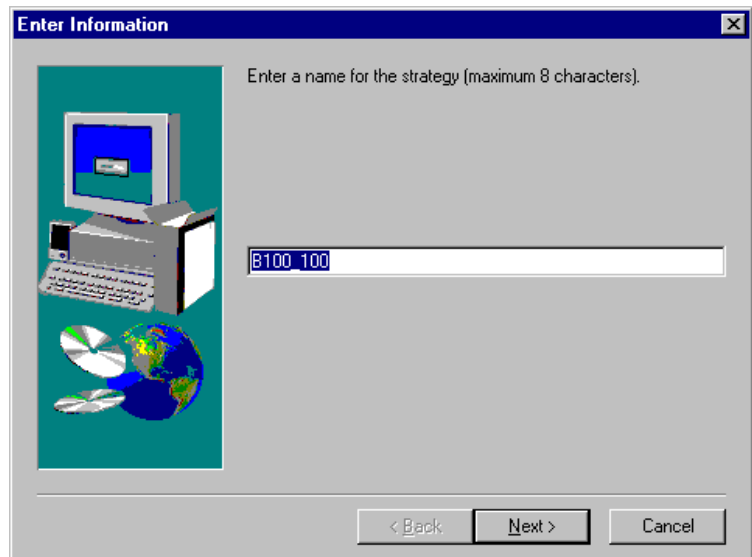 Enter Information
Enter a name for the strategy (maximum 8 characters).
B100_100
< Back Next > Cancel